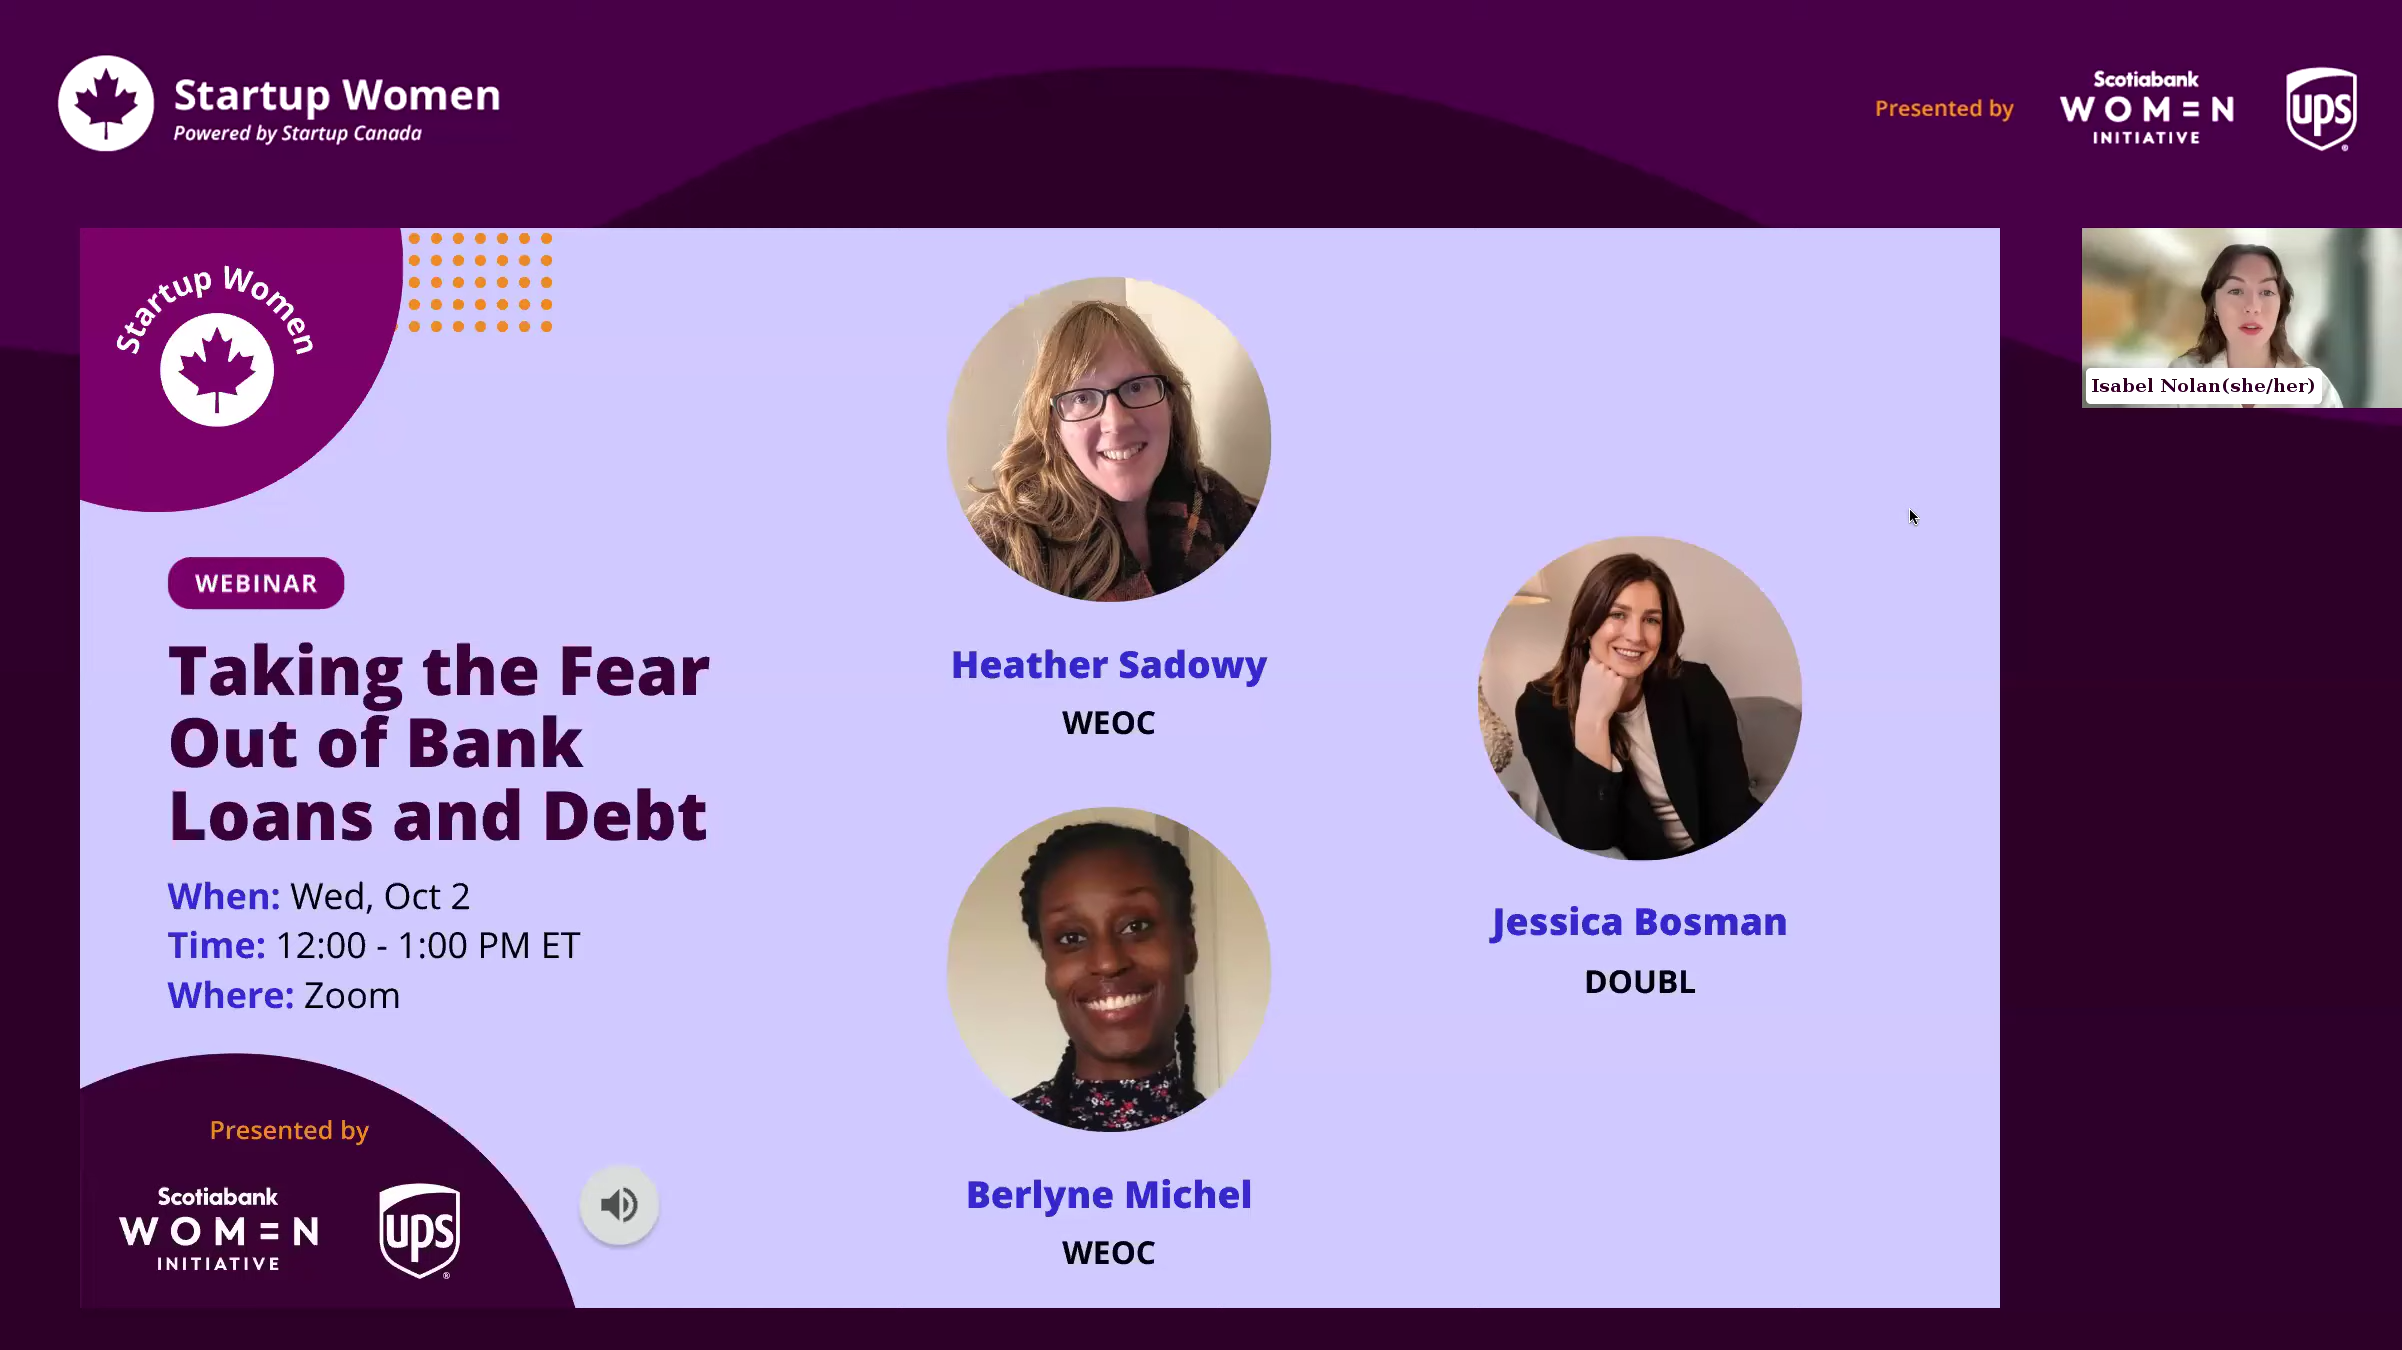 Startup Women
Powered by Startup Canada
Presented by
Scotiabank
WOMEN
INITIATIVE
ups
Isabel Nolan(she/her)
Startup Women
WEBINAR
Taking the Fear
Out of Bank
Loans and Debt
When: Wed, Oct 2
Time: 12:00 - 1:00 PM ET
Where: Zoom
Presented by
Scotiabank
WOMEN
INITIATIVE
ups
Heather Sadowy
WEOC
Berlyne Michel
WEOC
Jessica Bosman
DOUBL